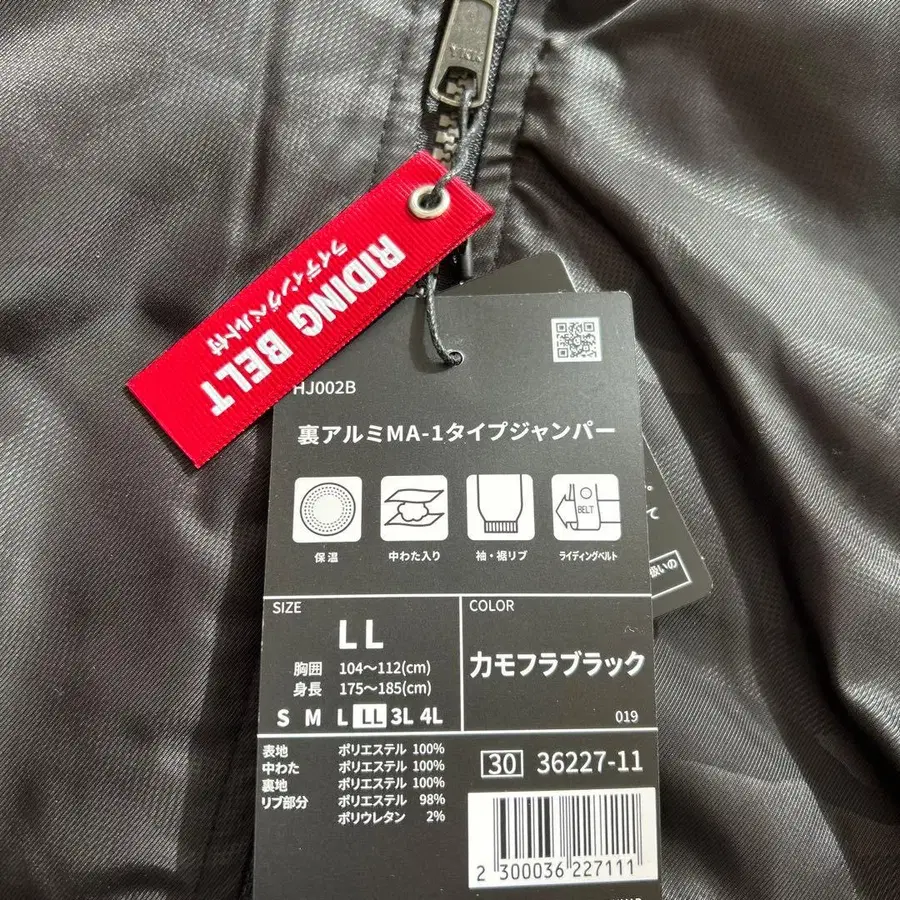 YKK
RIDING BELT
ライディングベルト付
HJ002B
裏アルミMA-1タイプジャンパー
保温
中わた入り
袖・裾リブ
BELT
ライディングベルト
て
扱いの
SIZE
LL
胸囲 104〜112(cm)
身長 175〜185(cm)
S M L LL 3L 4L
COLOR
カモフラブラック
019
表地 ポリエステル 100%
中わた ポリエステル 100%
裏地 ポリエステル 100%
リブ部分 ポリエステル 98%
ポリウレタン 2%
30 36227-11
2 300036 227111